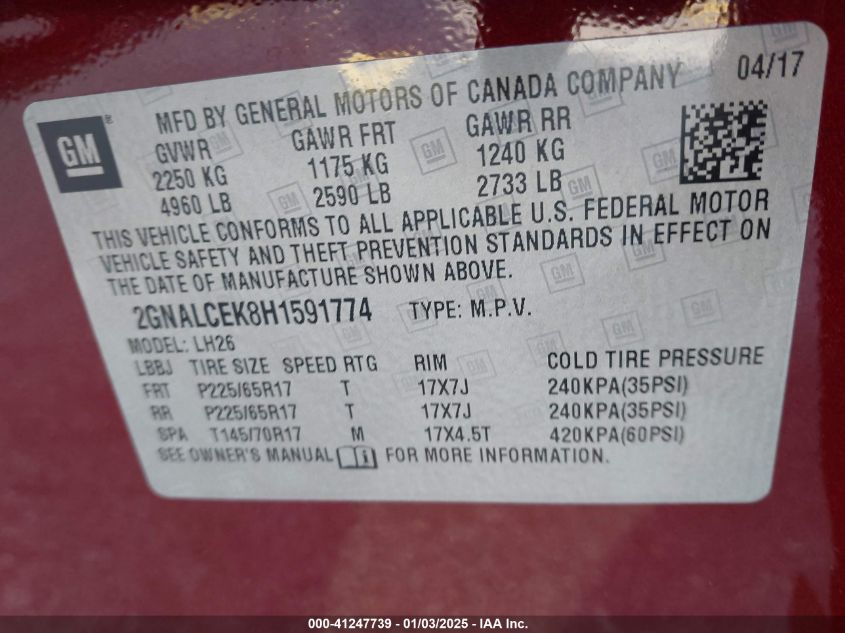 MFD BY GENERAL MOTORS OF CANADA COMPANY 04/17
GM
GVWR GAWR FRT GAWR RR
2250 KG 1175 KG 1240 KG
4960 LB 2590 LB 2733 LB
THIS VEHICLE CONFORMS TO ALL APPLICABLE U.S. FEDERAL MOTOR
VEHICLE SAFETY AND THEFT PREVENTION STANDARDS IN EFFECT ON
THE DATE OF MANUFACTURE SHOWN ABOVE.
2GNALCEK8H1591774 TYPE: M.P.V.
MODEL: LH26
LBBJ TIRE SIZE SPEED RTG RIM COLD TIRE PRESSURE
FRT P225/65R17 T 17X7J 240KPA(35PSI)
RR P225/65R17 T 17X7J 240KPA(35PSI)
SPA T145/70R17 M 17X4.5T 420KPA(60PSI)
SEE OWNER'S MANUAL i FOR MORE INFORMATION.
000-41247739 - 01/03/2025 - IAA Inc.